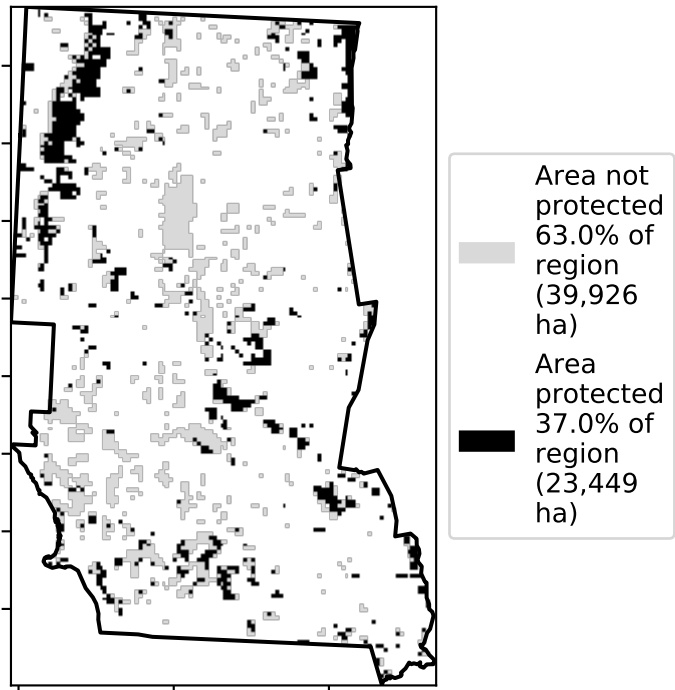 Area not
protected
63.0% of
region
(39,926
ha)
Area
protected
37.0% of
region
(23,449
ha)